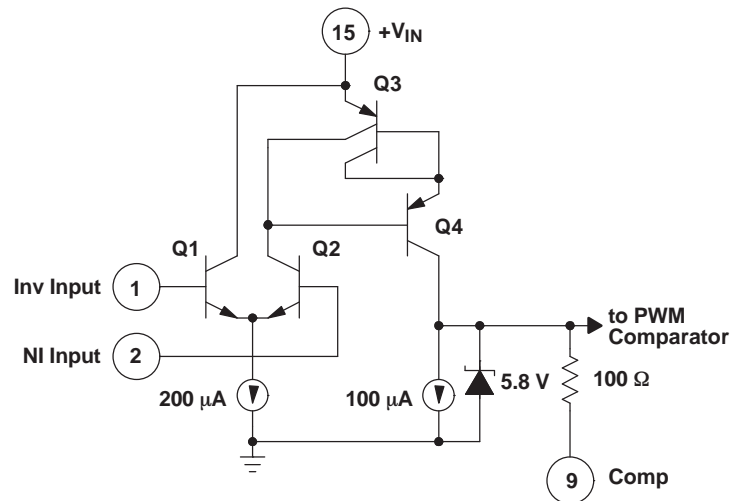 15
+VIN
Q3
Q4
Q1
Q2
Inv Input
1
NI Input
2
to PWM
Comparator
200 μA
100 μA
5.8 V
100 Ω
9
Comp